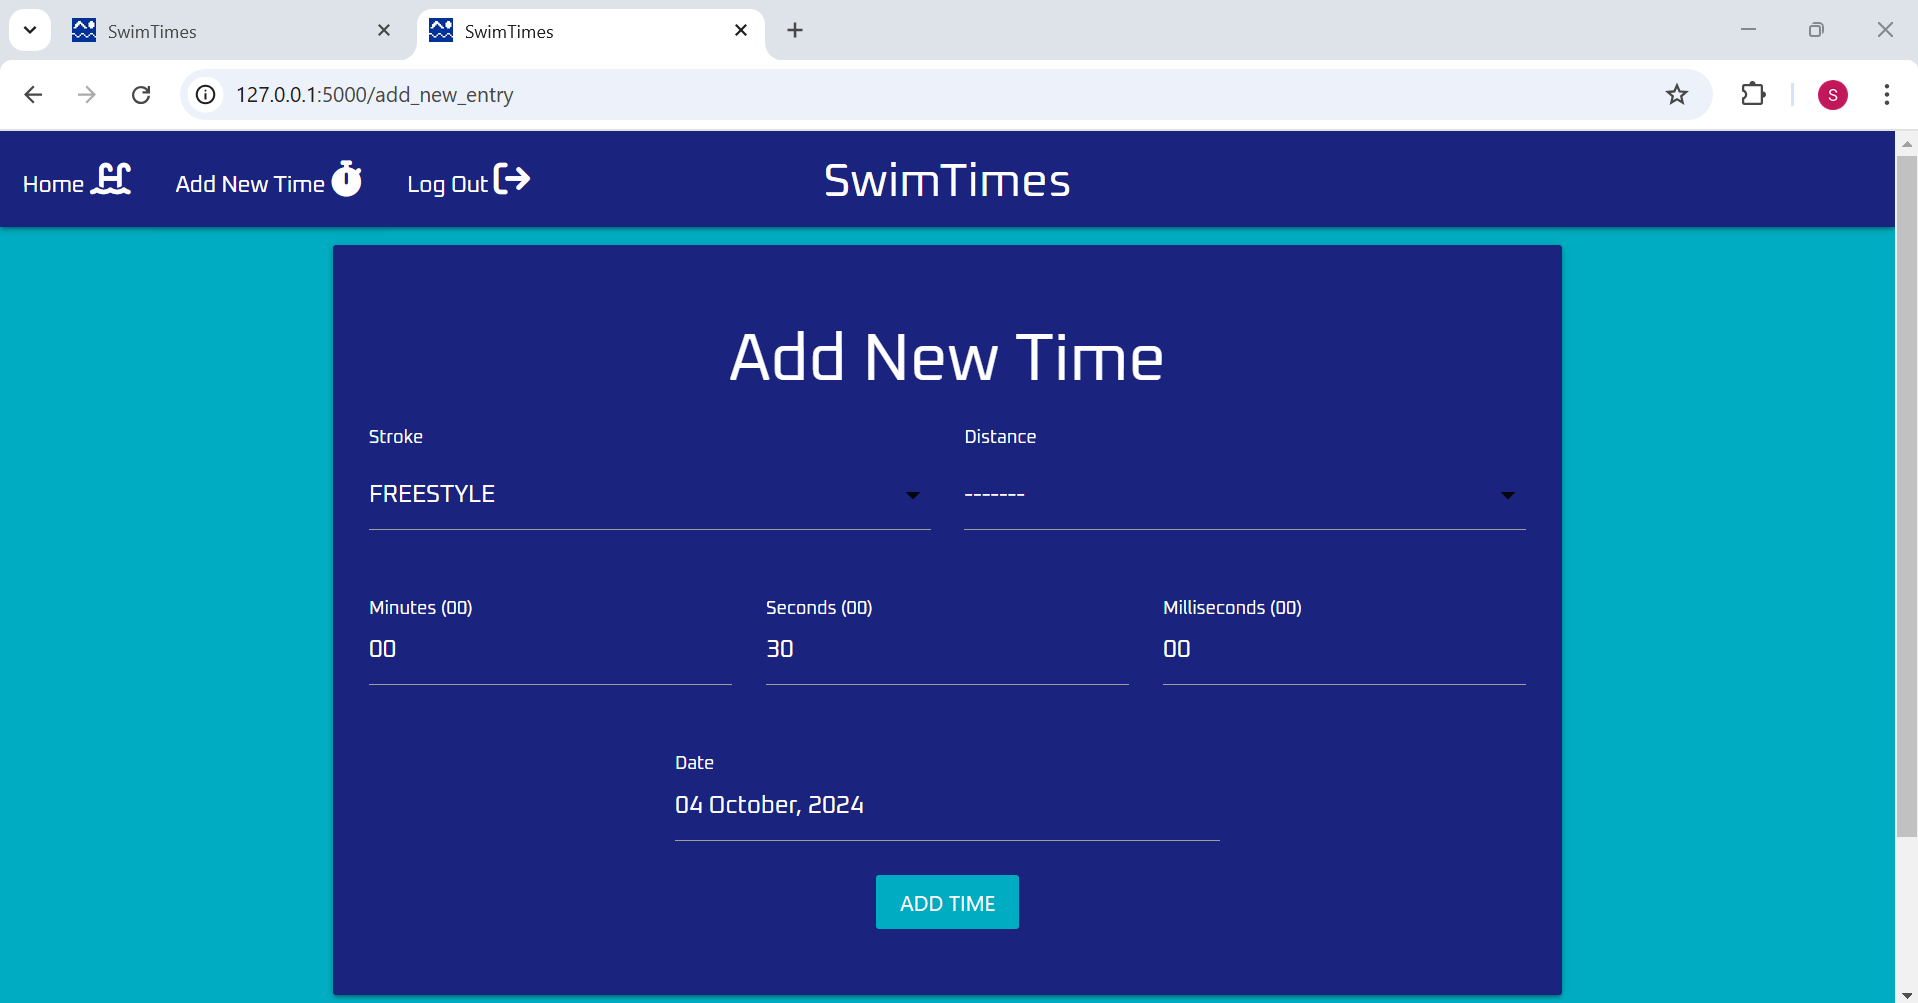 SwimTimes
SwimTimes
127.0.0.1:5000/add_new_entry
S
Home
Add New Time
Log Out
SwimTimes
Add New Time
Stroke
Distance
FREESTYLE
-------
Minutes (00)
Seconds (00)
Milliseconds (00)
00
30
00
Date
04 October, 2024
ADD TIME